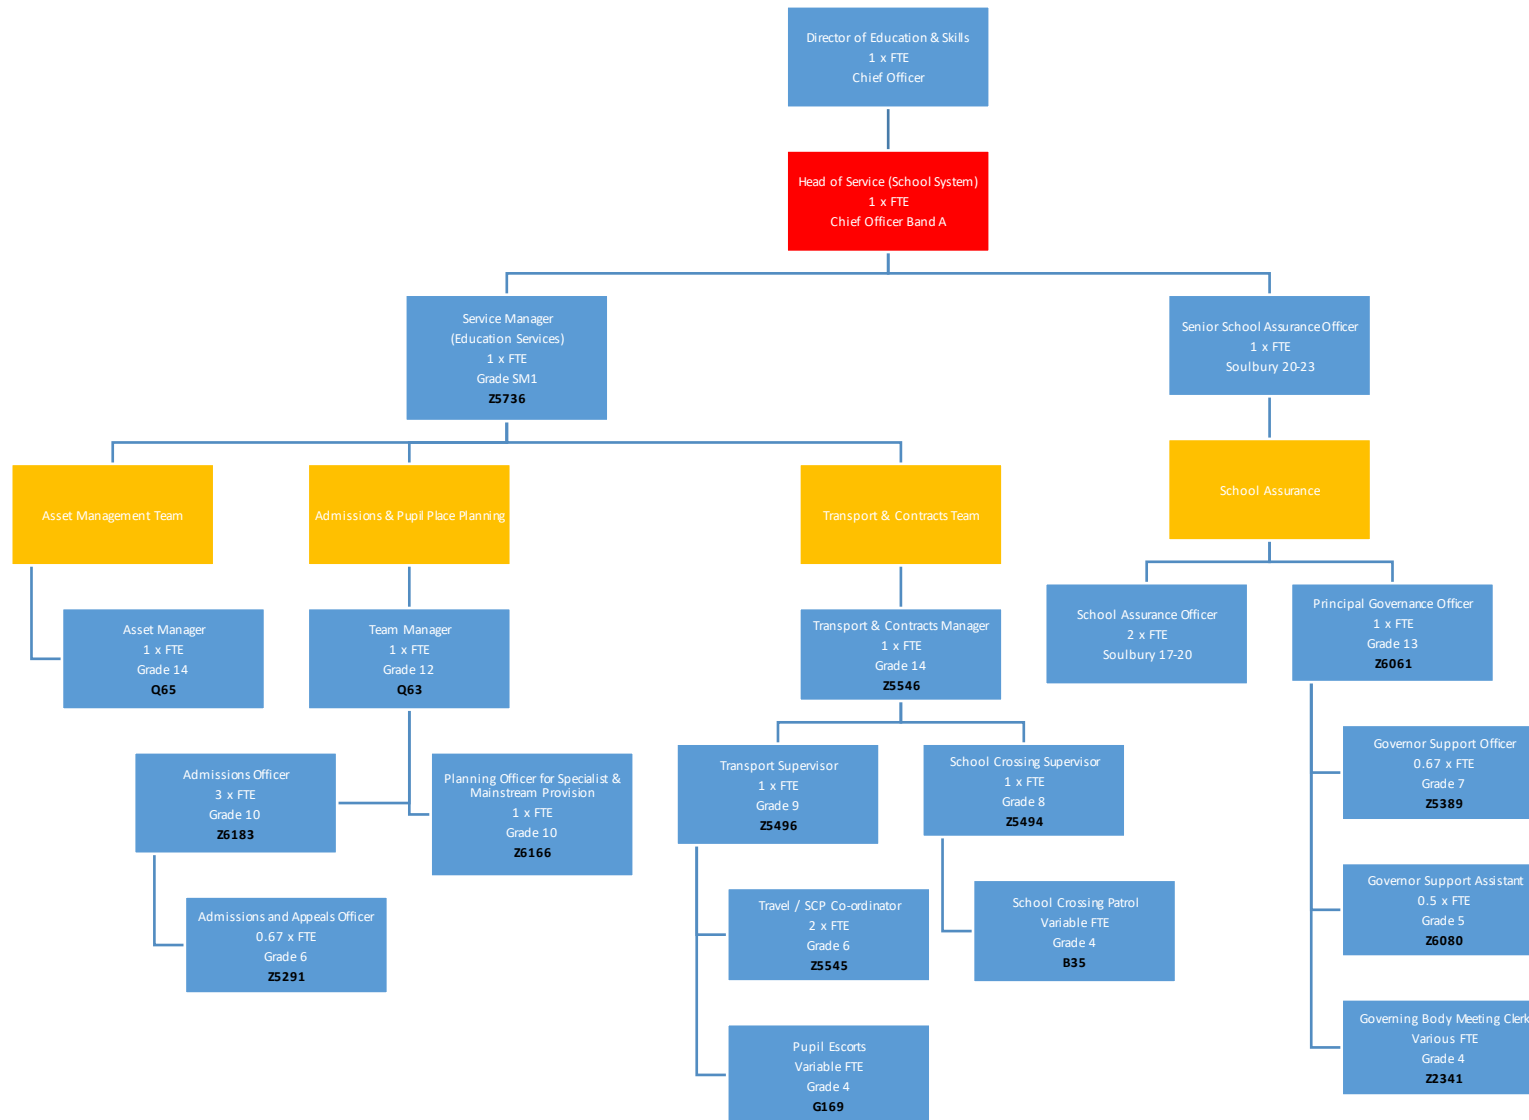 Director of Education & Skills
1 x FTE
Chief Officer
Head of Service (School System)
1 x FTE
Chief Officer Band A
Service Manager
(Education Services)
1 x FTE
Grade SM1
Z5736
Senior School Assurance Officer
1 x FTE
Soulbury 20-23
Asset Management Team
Admissions & Pupil Place Planning
Transport & Contracts Team
School Assurance
Asset Manager
1 x FTE
Grade 14
Q65
Team Manager
1 x FTE
Grade 12
Q63
Transport & Contracts Manager
1 x FTE
Grade 14
Z5546
School Assurance Officer
2 x FTE
Soulbury 17-20
Principal Governance Officer
1 x FTE
Grade 13
Z6061
Admissions Officer
3 x FTE
Grade 10
Z6183
Planning Officer for Specialist &
Mainstream Provision
1 x FTE
Grade 10
Z6166
Transport Supervisor
1 x FTE
Grade 9
Z5496
School Crossing Supervisor
1 x FTE
Grade 8
Z5494
Governor Support Officer
0.67 x FTE
Grade 7
Z5389
Admissions and Appeals Officer
0.67 x FTE
Grade 6
Z5291
Travel / SCP Co-ordinator
2 x FTE
Grade 6
Z5545
School Crossing Patrol
Variable FTE
Grade 4
B35
Governor Support Assistant
0.5 x FTE
Grade 5
Z6080
Pupil Escorts
Variable FTE
Grade 4
G169
Governing Body Meeting Clerk
Various FTE
Grade 4
Z2341